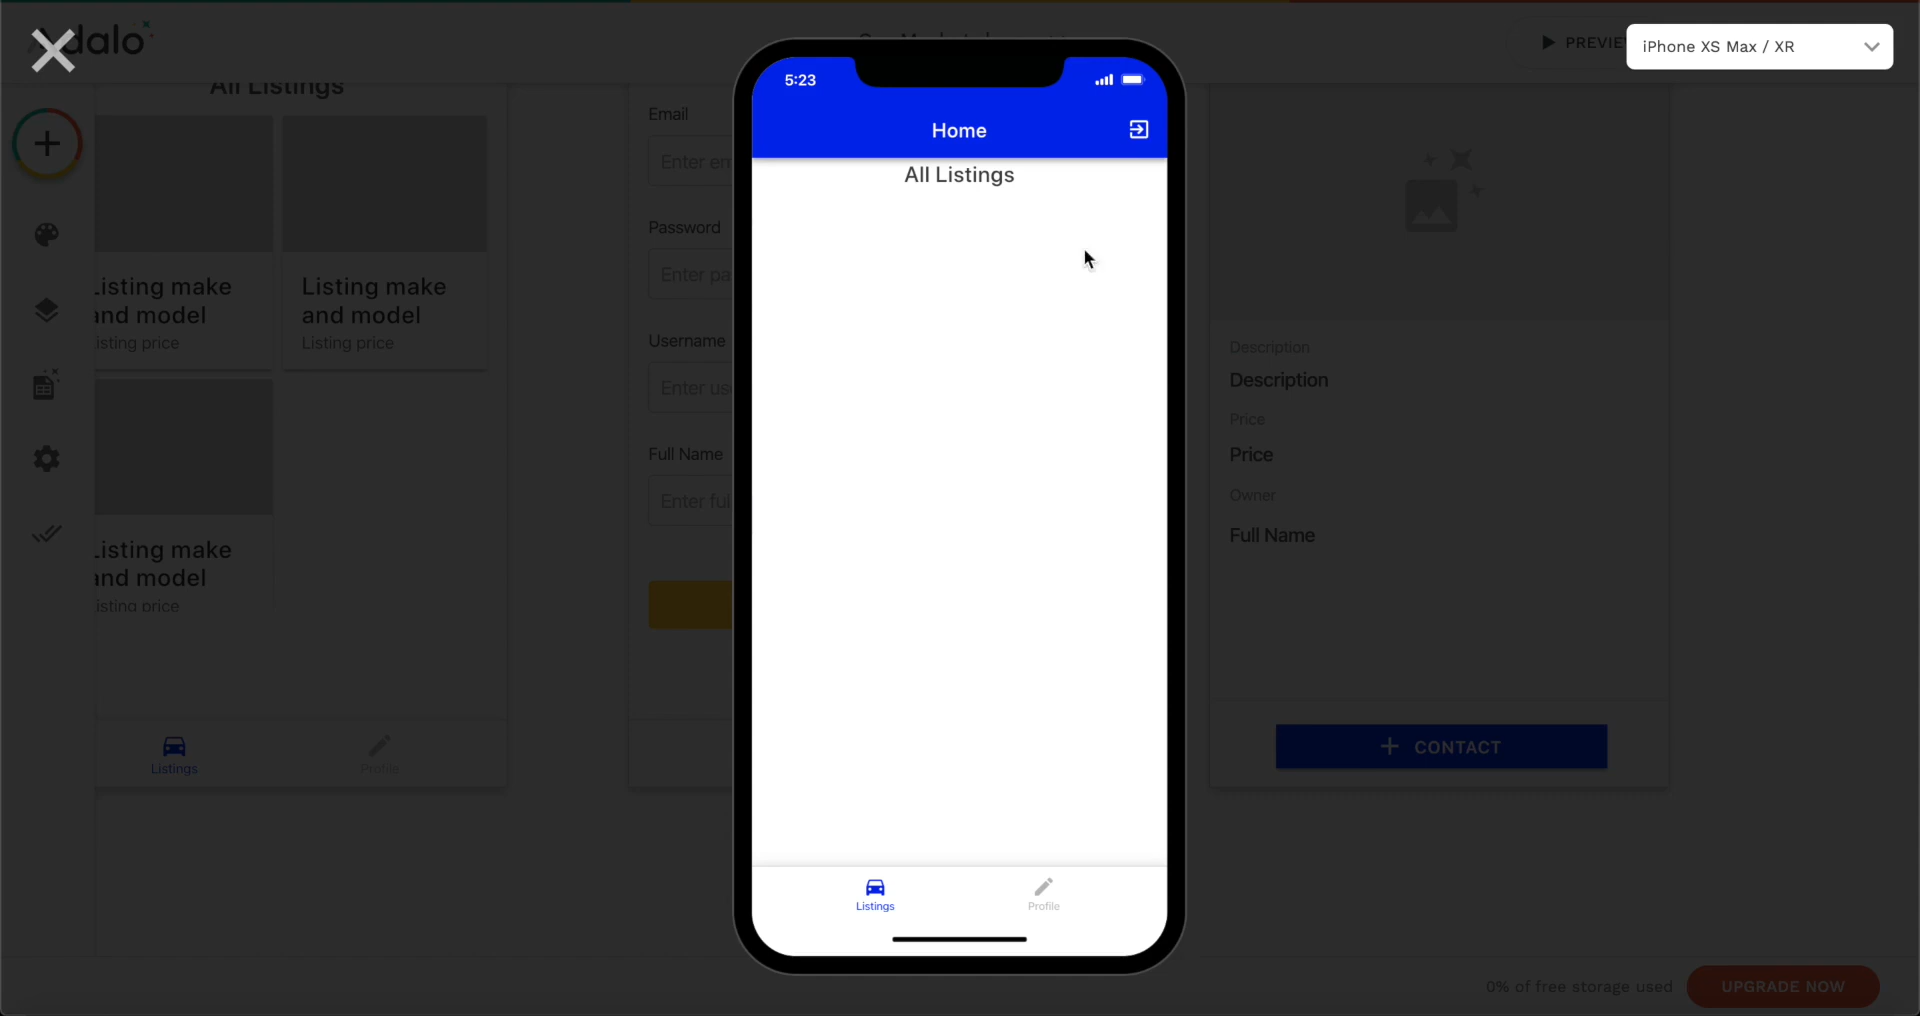 dalo
PREVIE
iPhone XS Max / XR
All Listings
Listing make
and model
Listing price
Listing make
and model
Listing price
Listing make
and model
Listing price
Listings
Profile
Email
Enter em
Password
Enter pa
Username
Enter use
Full Name
Enter full
5:23
Home
All Listings
Listings
Profile
Description
Description
Price
Price
Owner
Full Name
CONTACT
0% of free storage used
UPGRADE NOW